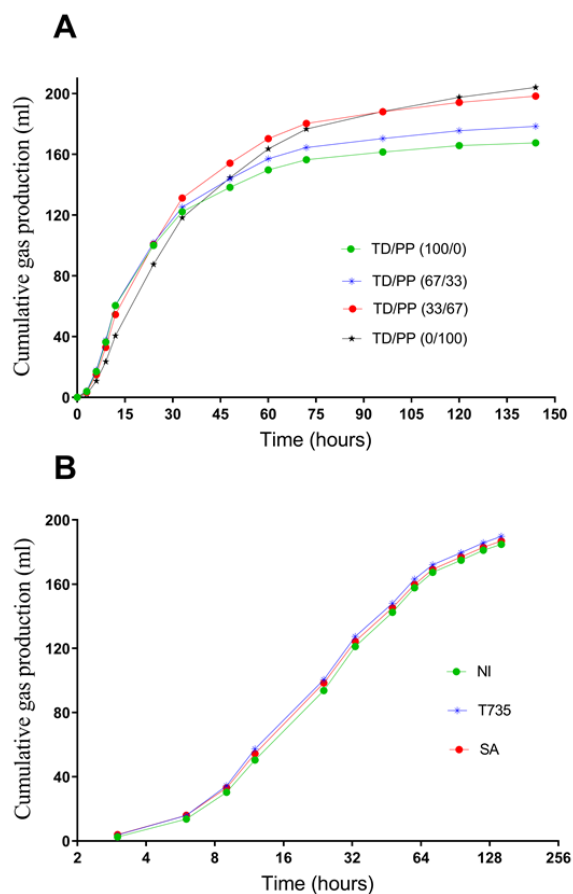 A
Cumulative gas production (ml)
200
160
120
80
40
0
TD/PP (100/0)
TD/PP (67/33)
TD/PP (33/67)
TD/PP (0/100)
0 15 30 45 60 75 90 105 120 135 150
Time (hours)
B
Cumulative gas production (ml)
200
160
120
80
40
0
NI
T735
SA
2 4 8 16 32 64 128 256
Time (hours)